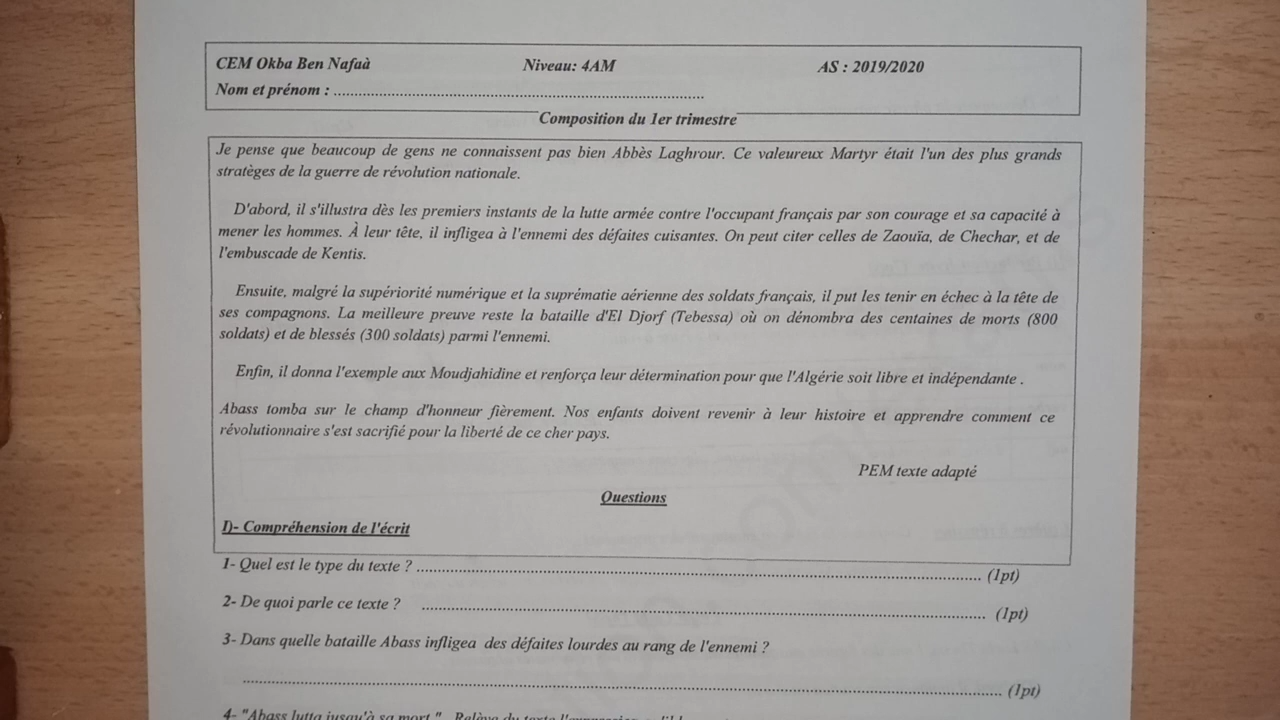 CEM Okba Ben Nafaà Niveau: 4AM AS : 2019/2020
Nom et prénom : ........................................................................................
Composition du 1er trimestre
Je pense que beaucoup de gens ne connaissent pas bien Abbès Laghrour. Ce valeureux Martyr était l'un des plus grands
stratèges de la guerre de révolution nationale.
D'abord, il s'illustra dès les premiers instants de la lutte armée contre l'occupant français par son courage et sa capacité à
mener les hommes. À leur tête, il infligea à l'ennemi des défaites cuisantes. On peut citer celles de Zaouïa, de Chechar, et de
l'embuscade de Kentis.
Ensuite, malgré la supériorité numérique et la suprématie aérienne des soldats français, il put les tenir en échec à la tête de
ses compagnons. La meilleure preuve reste la bataille d'El Djorf (Tebessa) où on dénombra des centaines de morts (800
soldats) et de blessés (300 soldats) parmi l'ennemi.
Enfin, il donna l'exemple aux Moudjahidine et renforça leur détermination pour que l'Algérie soit libre et indépendante .
Abass tomba sur le champ d'honneur fièrement. Nos enfants doivent revenir à leur histoire et apprendre comment ce
révolutionnaire s'est sacrifié pour la liberté de ce cher pays.
PEM texte adapté
Questions
I)- Compréhension de l'écrit
1- Quel est le type du texte ? ........................................................................ (1pt)
2- De quoi parle ce texte ? ........................................................................ (1pt)
3- Dans quelle bataille Abass infligea des défaites lourdes au rang de l'ennemi ?
........................................................................ (1pt)
4- "Abass lutta jusqu'à sa mort ". Relève du texte l'expression